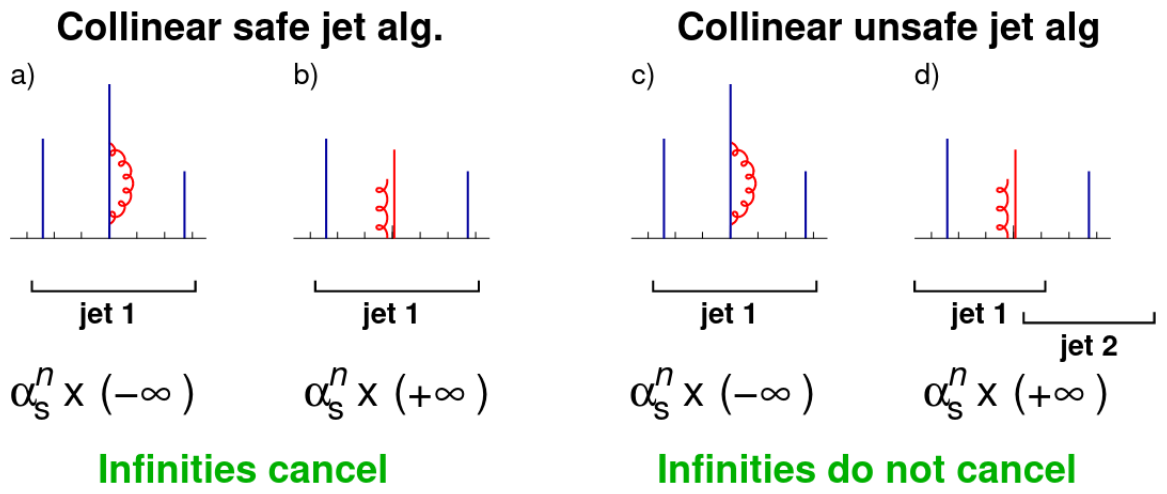 Collinear safe jet alg.
Collinear unsafe jet alg
a)
b)
c)
d)
jet 1
jet 1
jet 1
jet 1
jet 2
αₛⁿ x (−∞)
αₛⁿ x (+∞)
αₛⁿ x (−∞)
αₛⁿ x (+∞)
Infinities cancel
Infinities do not cancel